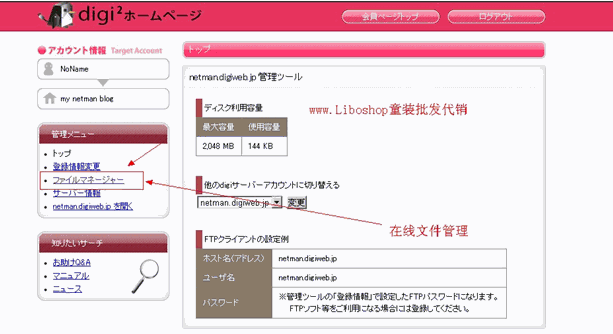 digi²ホームページ
会員ページトップ
ログアウト
アカウント情報 Target Account
NoName
my netman blog
管理メニュー
トップ
登録情報変更
ファイルマネージャー
サーバー情報
netman.digiweb.jp を開く
知りたいサーチ
お助けQ&A
マニュアル
ニュース
トップ
netman.digiweb.jp 管理ツール
ディスク利用容量
最大容量 使用容量
2,048 MB 144 KB
www.Liboshop童装批发代销
他のdigiサーバーアカウントに切り替える
netman.digiweb.jp 変更
在线文件管理
FTPクライアントの設定例
ホスト名(アドレス) netman.digiweb.jp
ユーザ名 netman.digiweb.jp
パスワード ※管理ツールの「登録情報」で設定したFTPパスワードになります。
FTPソフト等をご利用になる場合には登録してください。